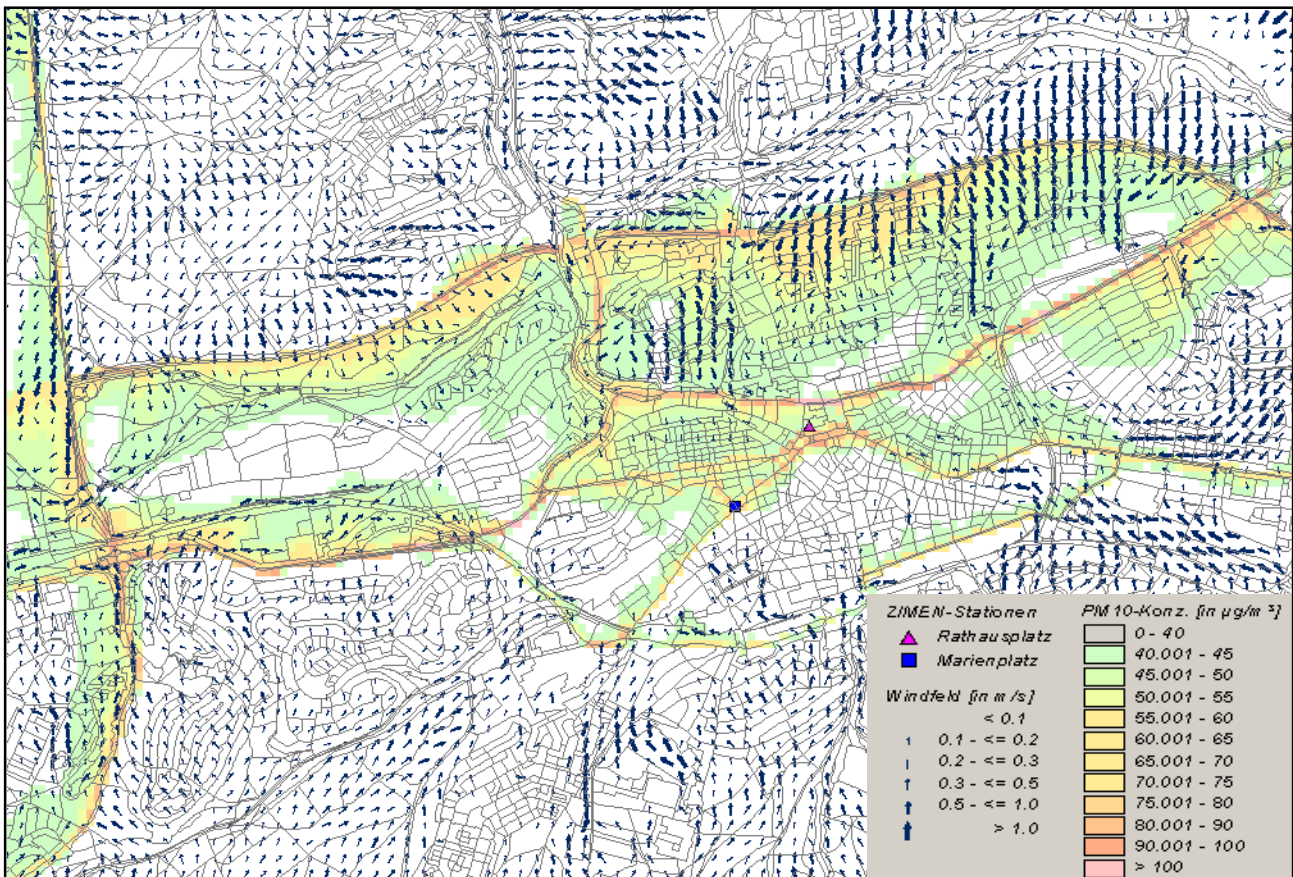 ZIMEN-Stationen
Rathausplatz
Marienplatz
Windfeld [in m/s]
< 0.1
0.1 - <= 0.2
0.2 - <= 0.3
0.3 - <= 0.5
0.5 - <= 1.0
> 1.0
PM10-Konz. [in µg/m³]
0 - 40
40.001 - 45
45.001 - 50
50.001 - 55
55.001 - 60
60.001 - 65
65.001 - 70
70.001 - 75
75.001 - 80
80.001 - 90
90.001 - 100
> 100